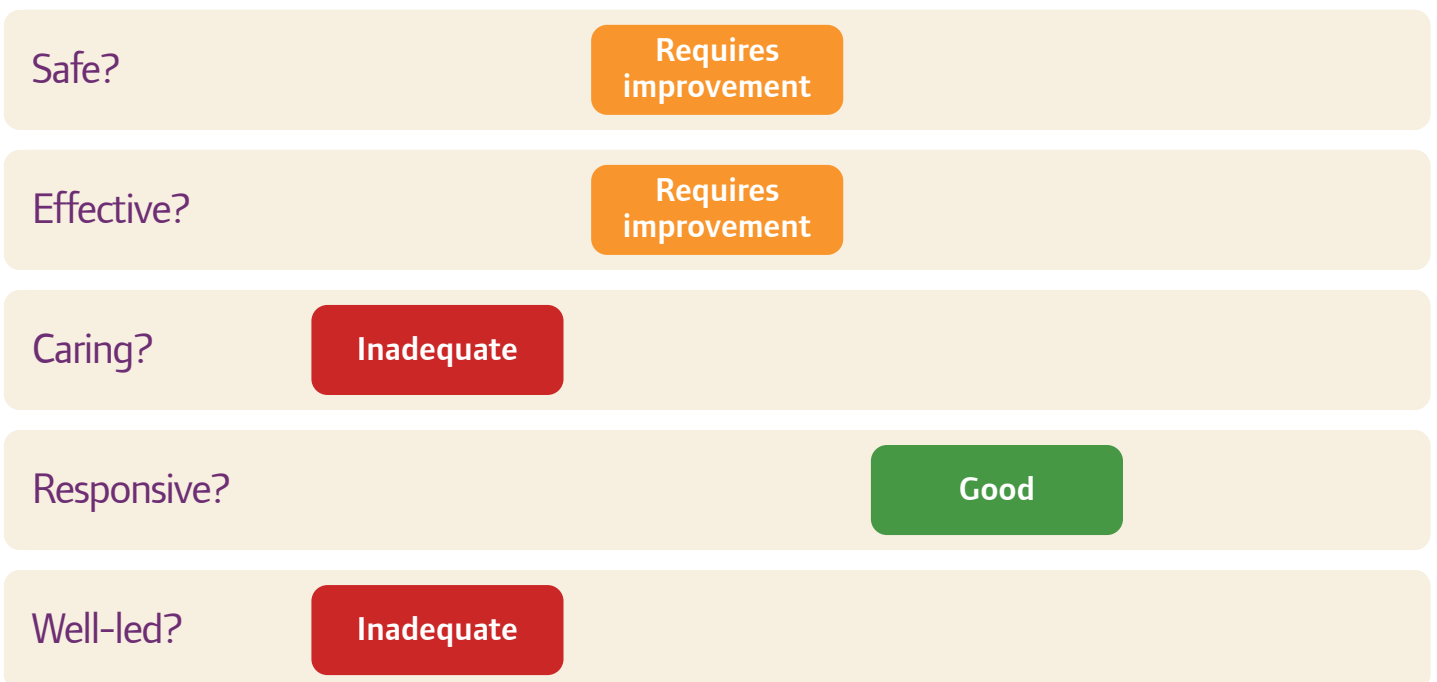 Safe?
Requires
improvement
Effective?
Requires
improvement
Caring?
Inadequate
Responsive?
Good
Well-led?
Inadequate